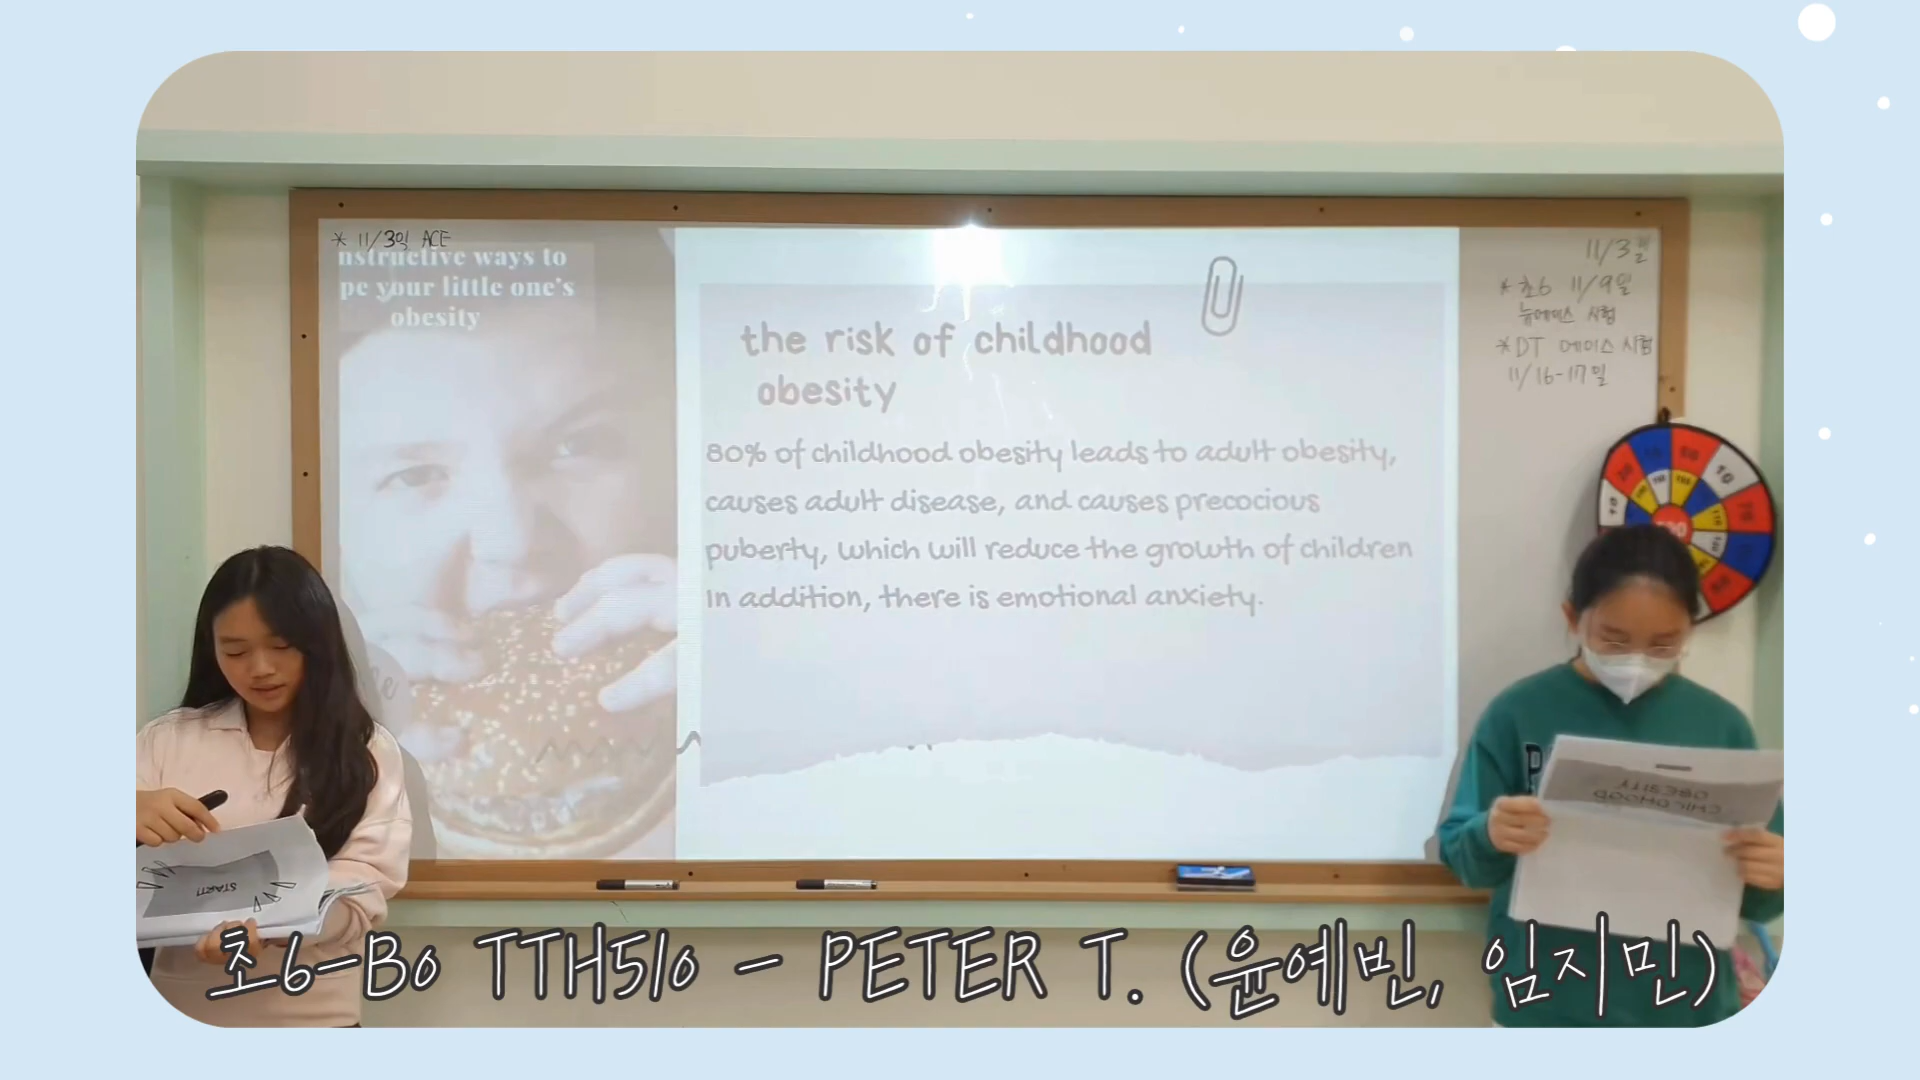 * 11/3일 ACE
nstructive ways to
pe your little one's
obesity
the risk of childhood
obesity
80% of childhood obesity leads to adult obesity,
causes adult disease, and causes precocious
puberty, which will reduce the growth of children
In addition, there is emotional anxiety.
11/3
* 초6 11/9일
뉴에이스 시험
* DT 에이스 시험
11/16-17일
10
START!
CHILDHOOD
OBESITY
초6-B0 TTH510 - PETER T. (윤예빈, 임지민)